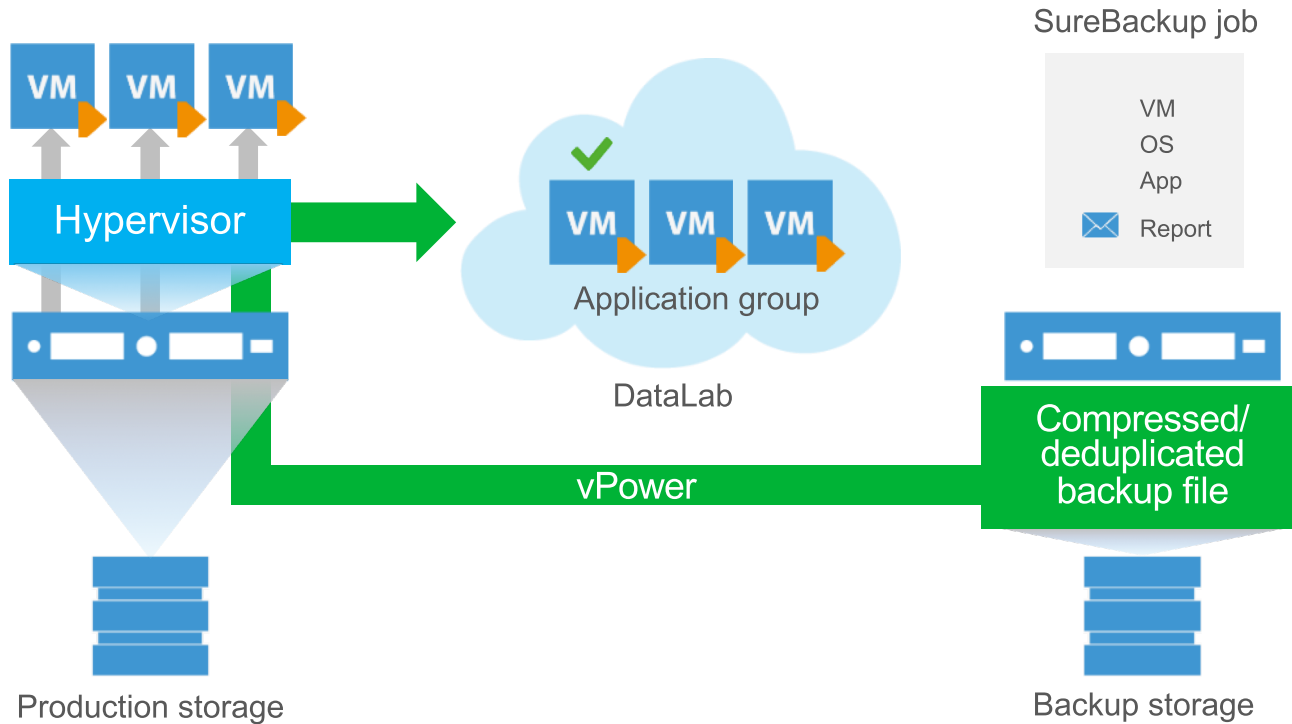 SureBackup job
VM
VM
VM
VM
OS
App
Report
Hypervisor
VM
VM
VM
Application group
DataLab
Compressed/
deduplicated
backup file
vPower
Production storage
Backup storage